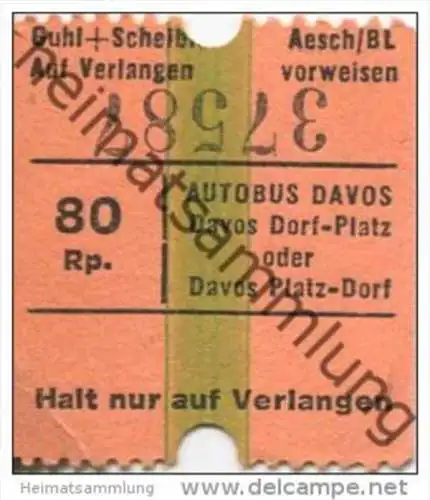 Guhl+Scheibl
Aesch/BL
Auf Verlangen
vorweisen
37581
80
Rp.
AUTOBUS DAVOS
Davos Dorf-Platz
oder
Davos Platz-Dorf
Halt nur auf Verlangen
Heimatsammlung
Heimatsammlung
www.delcampe.net